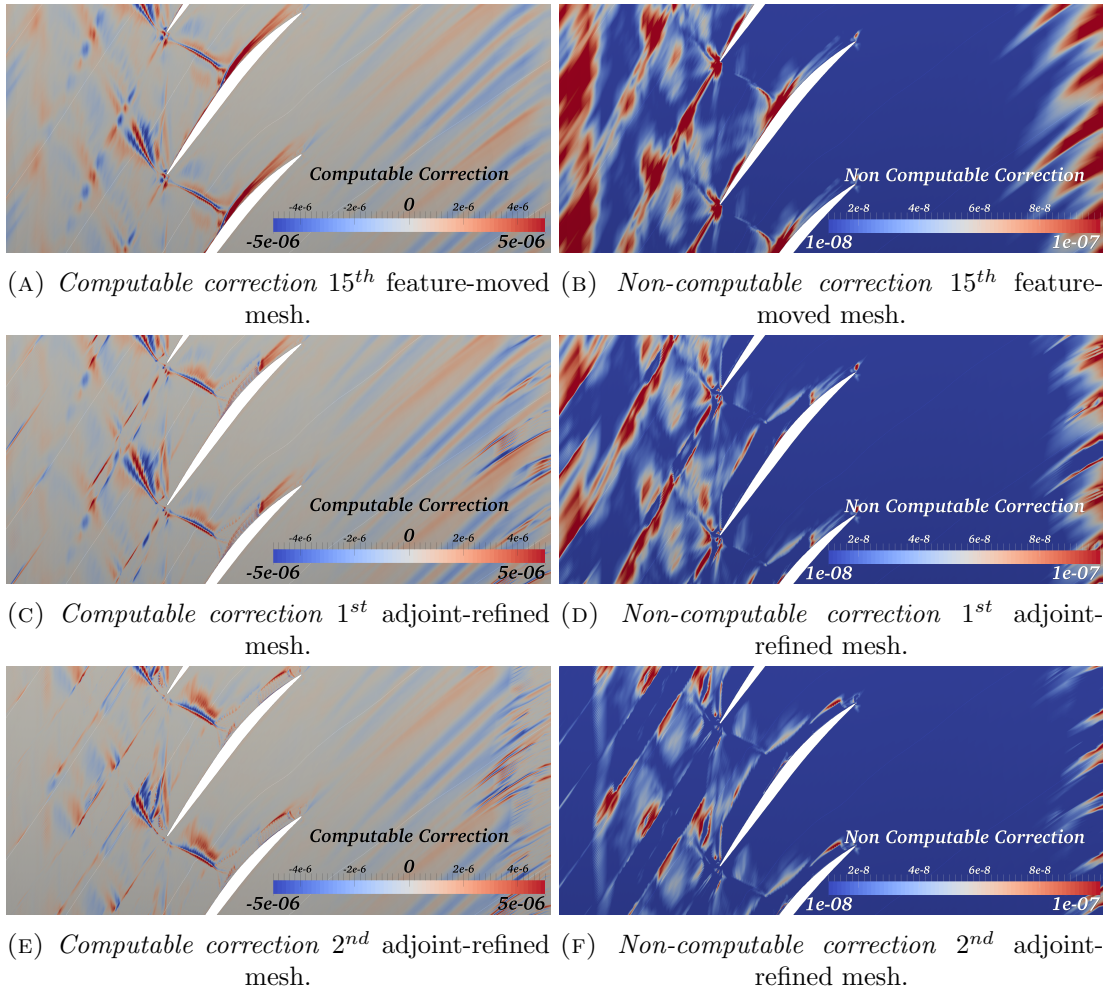 Computable Correction
-4e-6 0 2e-6 4e-6
-5e-06 5e-06
Non Computable Correction
2e-8 4e-8 6e-8 8e-8
1e-08 1e-07
(A) Computable correction 15th feature-moved mesh.
(B) Non-computable correction 15th feature-moved mesh.
Computable Correction
-4e-6 -2e-6 0 2e-6 4e-6
-5e-06 5e-06
Non Computable Correction
2e-8 4e-8 6e-8 8e-8
1e-08 1e-07
(C) Computable correction 1st adjoint-refined mesh.
(D) Non-computable correction 1st adjoint-refined mesh.
Computable Correction
-4e-6 -2e-6 0 2e-6 4e-6
-5e-06 5e-06
Non Computable Correction
2e-8 4e-8 6e-8 8e-8
1e-08 1e-07
(E) Computable correction 2nd adjoint-refined mesh.
(F) Non-computable correction 2nd adjoint-refined mesh.